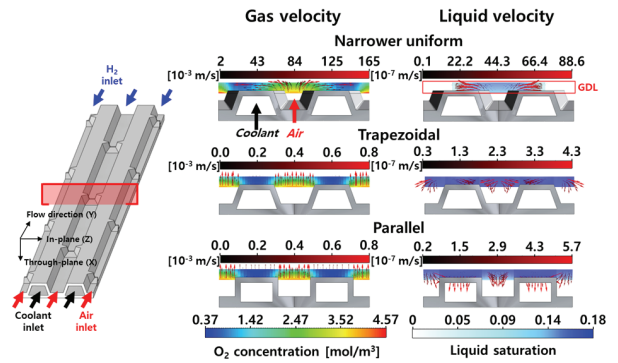 Gas velocity
Liquid velocity
Narrower uniform
[10⁻³ m/s] 2 43 84 125 165
[10⁻⁷ m/s] 0.1 22.2 44.3 66.4 88.6
GDL
Coolant
Air
H₂
inlet
Trapezoidal
[10⁻³ m/s] 0.0 0.2 0.4 0.6 0.8
[10⁻⁷ m/s] 0.3 1.3 2.3 3.3 4.3
Flow direction (Y)
In-plane (Z)
Through-plane (X)
Coolant
inlet
Air
inlet
Parallel
[10⁻³ m/s] 0.0 0.2 0.4 0.6 0.8
[10⁻⁷ m/s] 0.2 1.5 2.9 4.3 5.7
0.37 1.42 2.47 3.52 4.57
O₂ concentration [mol/m³]
0 0.05 0.09 0.14 0.18
Liquid saturation